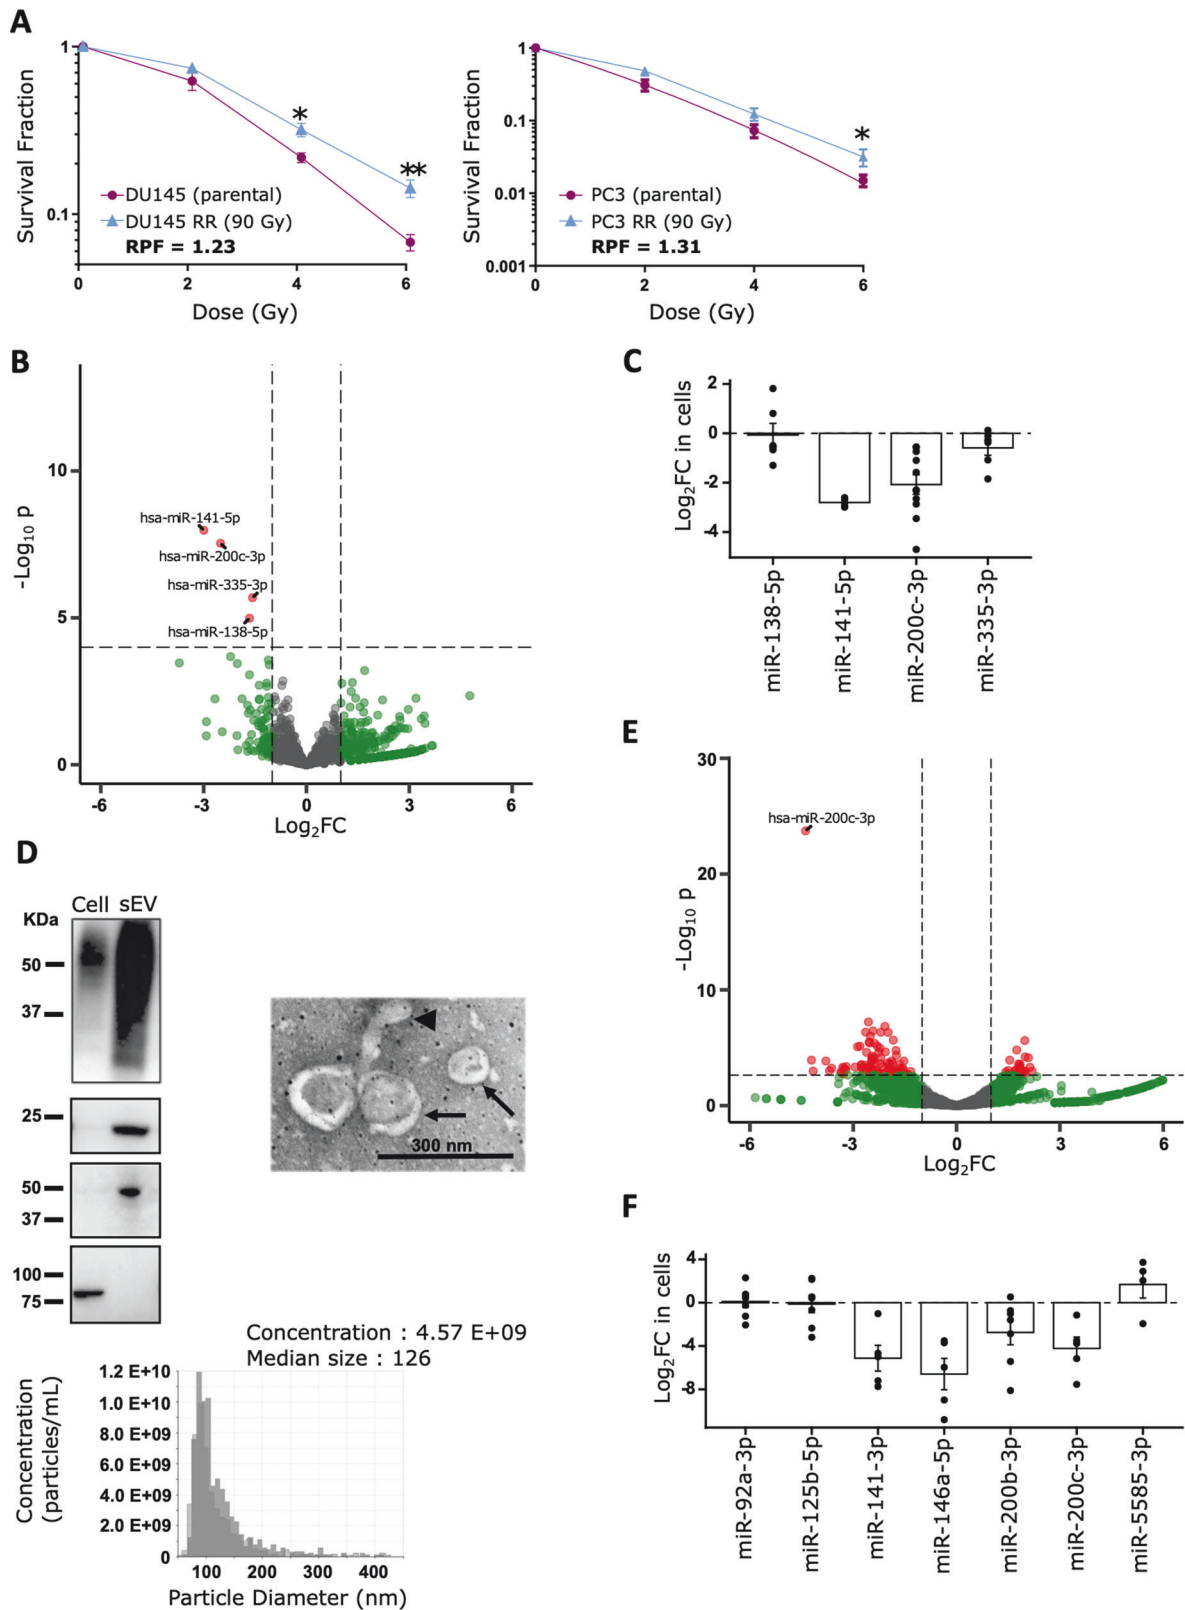 A
1
0.1
Survival Fraction
DU145 (parental)
DU145 RR (90 Gy)
RPF = 1.23
*
**
0
2
4
6
Dose (Gy)
1
0.1
0.01
0.001
Survival Fraction
PC3 (parental)
PC3 RR (90 Gy)
RPF = 1.31
*
0
2
4
6
Dose (Gy)
B
10
5
0
-Log10 p
hsa-miR-141-5p
hsa-miR-200c-3p
hsa-miR-335-3p
hsa-miR-138-5p
-6
-3
0
3
6
Log2FC
C
2
0
-2
-4
Log2FC in cells
miR-138-5p
miR-141-5p
miR-200c-3p
miR-335-3p
D
Cell sEV
KDa
50
37
25
50
37
100
75
300 nm
Concentration : 4.57 E+09
Median size : 126
1.2 E+10
1.0 E+10
8.0 E+09
6.0 E+09
4.0 E+09
2.0 E+09
0
Concentration
(particles/mL)
100
200
300
400
Particle Diameter (nm)
E
30
20
10
0
-Log10 p
hsa-miR-200c-3p
-6
-3
0
3
6
Log2FC
F
4
0
-4
-8
Log2FC in cells
miR-92a-3p
miR-125b-5p
miR-141-3p
miR-146a-5p
miR-200b-3p
miR-200c-3p
miR-5585-3p